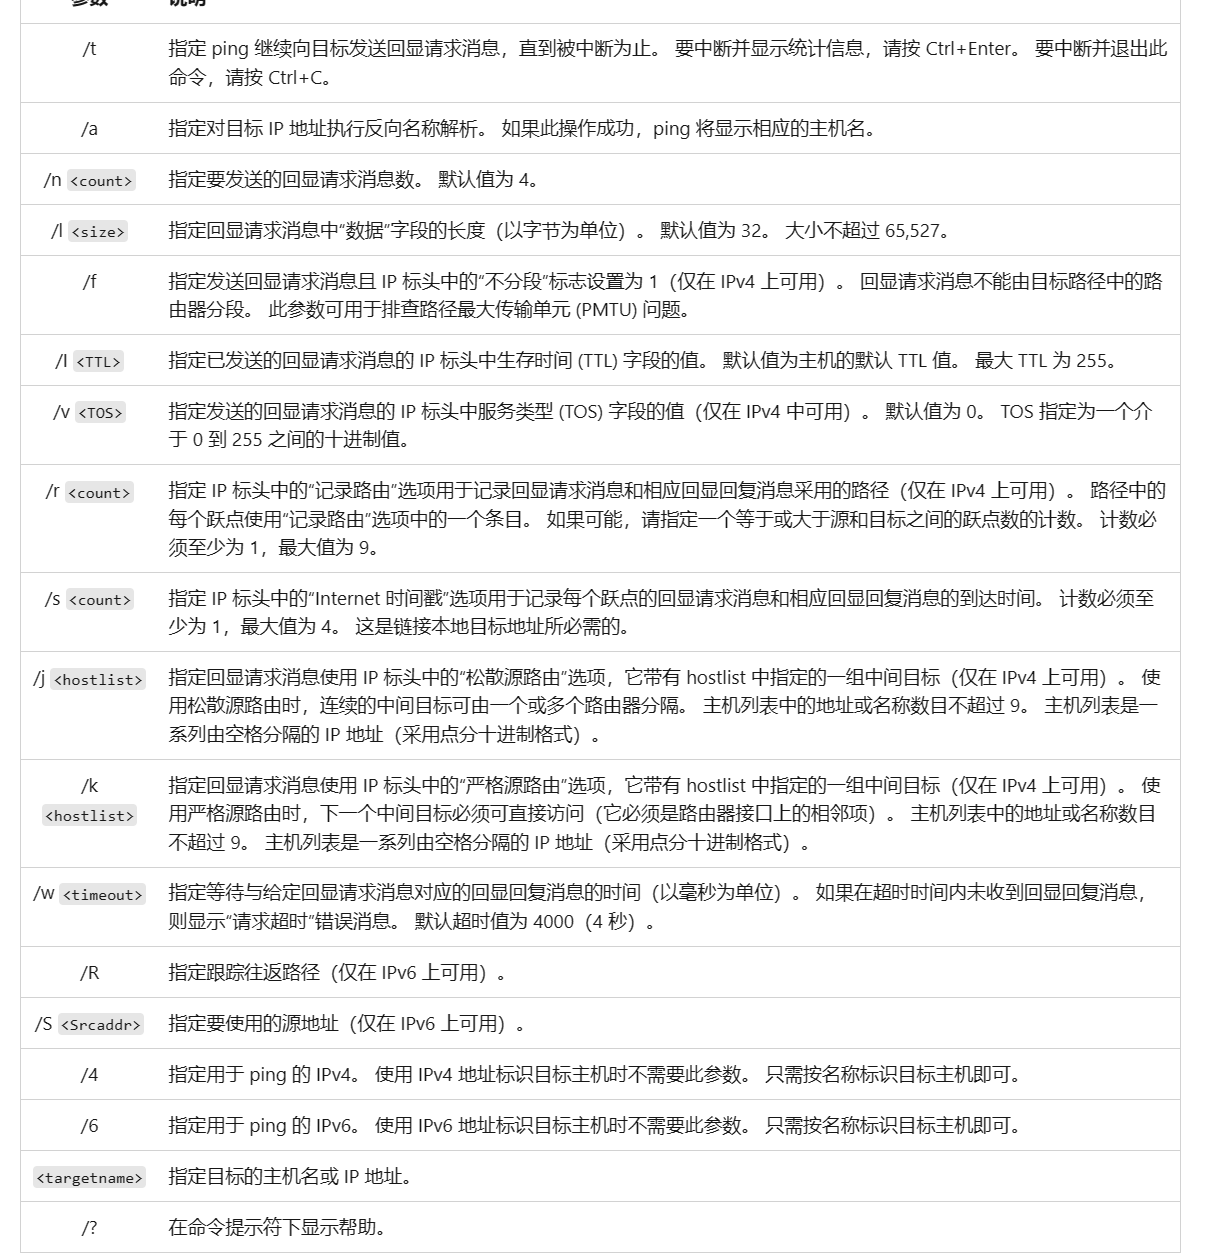 参数 说明
/t 指定 ping 继续向目标发送回显请求消息，直到被中断为止。 要中断并显示统计信息，请按 Ctrl+Enter。 要中断并退出此
命令，请按 Ctrl+C。
/a 指定对目标 IP 地址执行反向名称解析。 如果此操作成功，ping 将显示相应的主机名。
/n <count> 指定要发送的回显请求消息数。 默认值为 4。
/l <size> 指定回显请求消息中“数据”字段的长度（以字节为单位）。 默认值为 32。 大小不超过 65,527。
/f 指定发送回显请求消息且 IP 标头中的“不分段”标志设置为 1（仅在 IPv4 上可用）。 回显请求消息不能由目标路径中的路
由器分段。 此参数可用于排查路径最大传输单元 (PMTU) 问题。
/I <TTL> 指定已发送的回显请求消息的 IP 标头中生存时间 (TTL) 字段的值。 默认值为主机的默认 TTL 值。 最大 TTL 为 255。
/v <TOS> 指定发送的回显请求消息的 IP 标头中服务类型 (TOS) 字段的值（仅在 IPv4 中可用）。 默认值为 0。 TOS 指定为一个介
于 0 到 255 之间的十进制值。
/r <count> 指定 IP 标头中的“记录路由”选项用于记录回显请求消息和相应回显回复消息采用的路径（仅在 IPv4 上可用）。 路径中的
每个跃点使用“记录路由”选项中的一个条目。 如果可能，请指定一个等于或大于源和目标之间的跃点数的计数。 计数必
须至少为 1，最大值为 9。
/s <count> 指定 IP 标头中的“Internet 时间戳”选项用于记录每个跃点的回显请求消息和相应回显回复消息的到达时间。 计数必须至
少为 1，最大值为 4。 这是链接本地目标地址所必需的。
/j <hostlist> 指定回显请求消息使用 IP 标头中的“松散源路由”选项，它带有 hostlist 中指定的一组中间目标（仅在 IPv4 上可用）。 使
用松散源路由时，连续的中间目标可由一个或多个路由器分隔。 主机列表中的地址或名称数目不超过 9。 主机列表是一
系列由空格分隔的 IP 地址（采用点分十进制格式）。
/k 指定回显请求消息使用 IP 标头中的“严格源路由”选项，它带有 hostlist 中指定的一组中间目标（仅在 IPv4 上可用）。 使
<hostlist> 用严格源路由时，下一个中间目标必须可直接访问（它必须是路由器接口上的相邻项）。 主机列表中的地址或名称数目
不超过 9。 主机列表是一系列由空格分隔的 IP 地址（采用点分十进制格式）。
/w <timeout> 指定等待与给定回显请求消息对应的回显回复消息的时间（以毫秒为单位）。 如果在超时时间内未收到回显回复消息，
则显示“请求超时”错误消息。 默认超时值为 4000（4 秒）。
/R 指定跟踪往返路径（仅在 IPv6 上可用）。
/S <Srcaddr> 指定要使用的源地址（仅在 IPv6 上可用）。
/4 指定用于 ping 的 IPv4。 使用 IPv4 地址标识目标主机时不需要此参数。 只需按名称标识目标主机即可。
/6 指定用于 ping 的 IPv6。 使用 IPv6 地址标识目标主机时不需要此参数。 只需按名称标识目标主机即可。
<targetname> 指定目标的主机名或 IP 地址。
/? 在命令提示符下显示帮助。